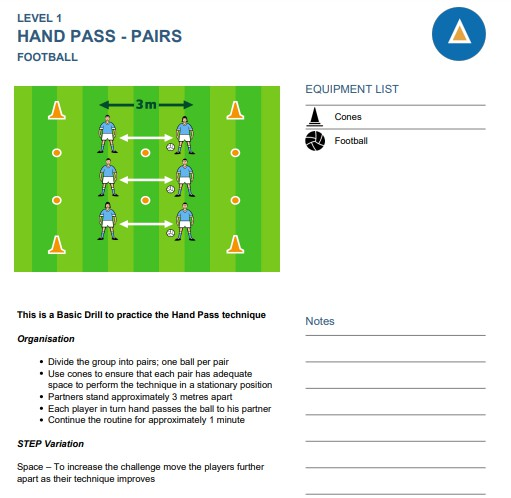 LEVEL 1
HAND PASS - PAIRS
FOOTBALL
3m
EQUIPMENT LIST
Cones
Football
This is a Basic Drill to practice the Hand Pass technique
Organisation
• Divide the group into pairs; one ball per pair
• Use cones to ensure that each pair has adequate
space to perform the technique in a stationary position
• Partners stand approximately 3 metres apart
• Each player in turn hand passes the ball to his partner
• Continue the routine for approximately 1 minute
STEP Variation
Space – To increase the challenge move the players further
apart as their technique improves
Notes